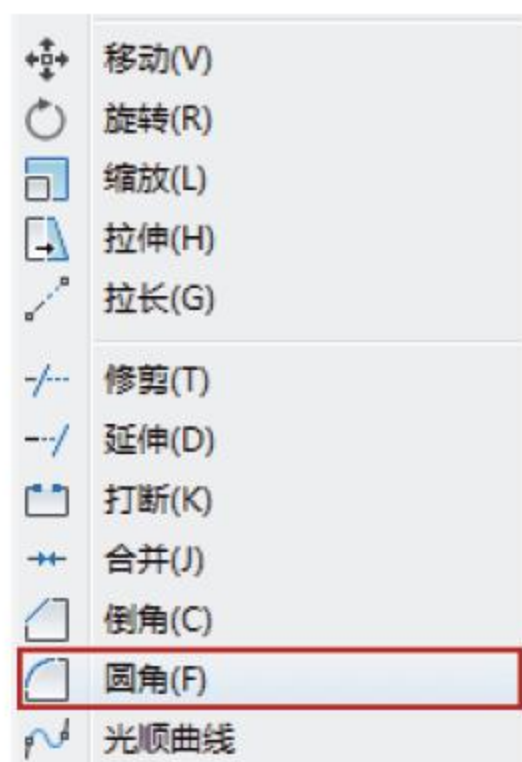 移动(V)
旋转(R)
缩放(L)
拉伸(H)
拉长(G)
修剪(T)
延伸(D)
打断(K)
合并(J)
倒角(C)
圆角(F)
光顺曲线